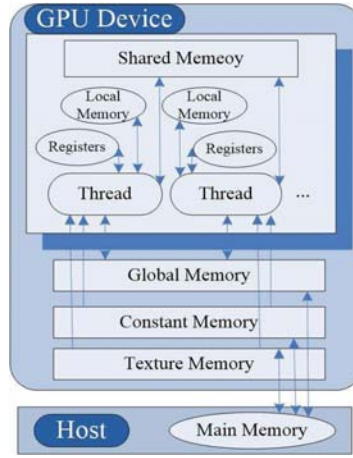 GPU Device
Shared Memeoy
Local
Memory
Local
Memory
Registers
Registers
Thread
Thread
...
Global Memory
Constant Memory
Texture Memory
Host
Main Memory